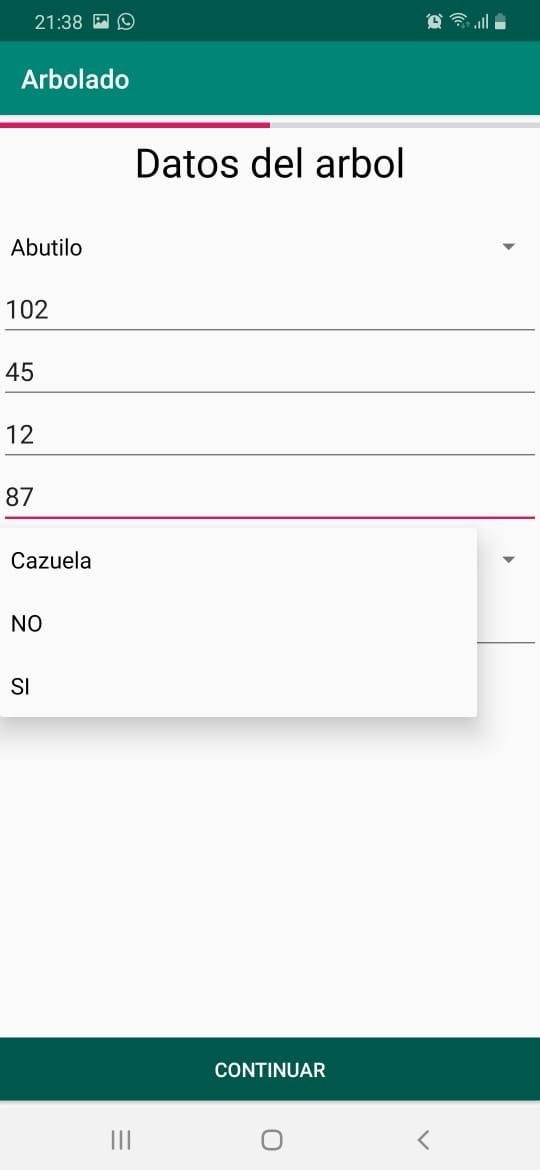 21:38
Arbolado
Datos del arbol
Abutilo
102
45
12
87
Cazuela
NO
SI
CONTINUAR